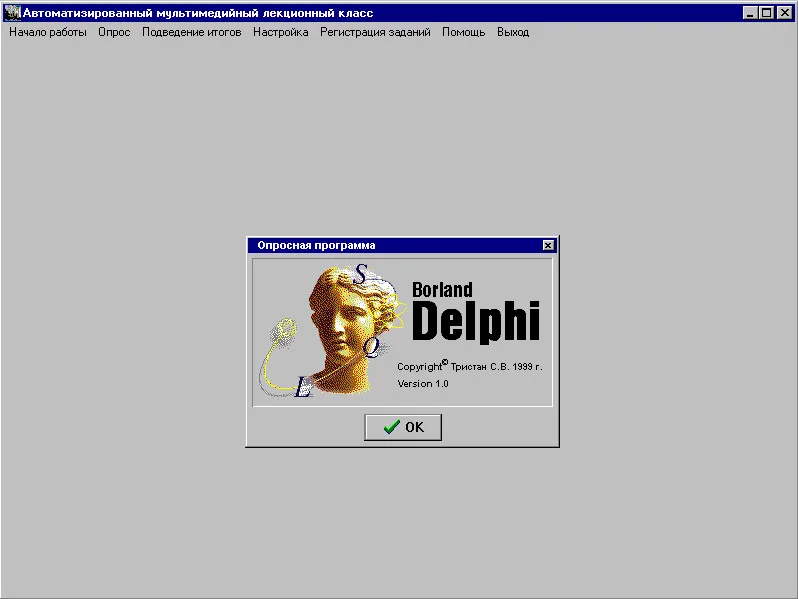 Автоматизированный мультимедийный лекционный класс
Начало работы Опрос Подведение итогов Настройка Регистрация заданий Помощь Выход
Опросная программа
S
Q
L
Borland
Delphi
Copyright© Тристан С.В. 1999 г.
Version 1.0
OK